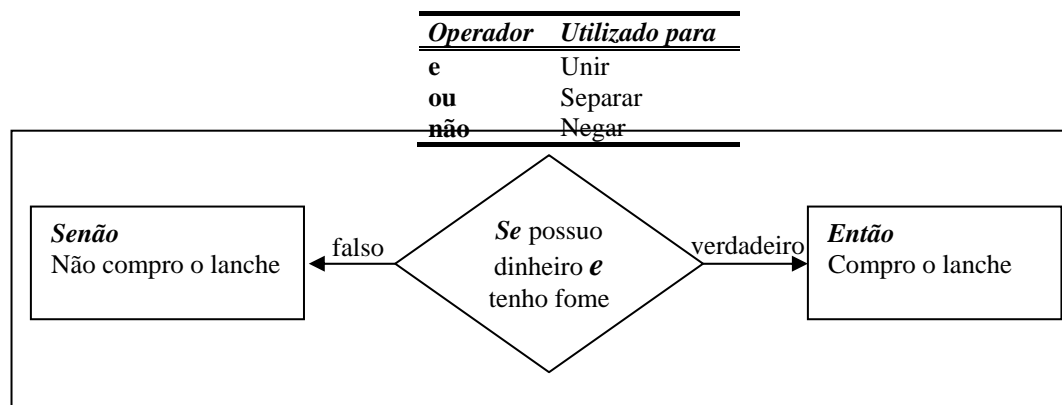 Operador Utilizado para
e Unir
ou Separar
não Negar
Senão
Não compro o lanche
falso
Se possuo
dinheiro e
tenho fome
verdadeiro
Então
Compro o lanche